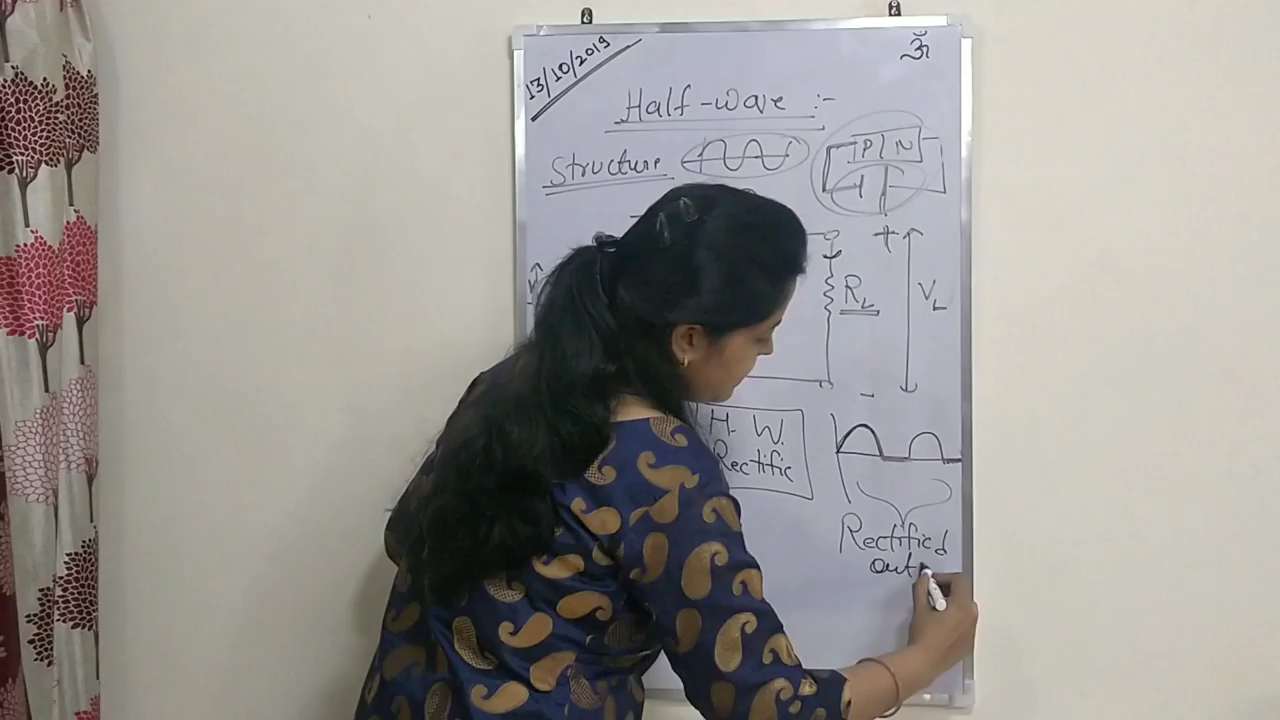 13/10/2019
ॐ
Half-wave :-
Structure
P N
+
RL
VL
-
H. W.
Rectific
Rectified
out